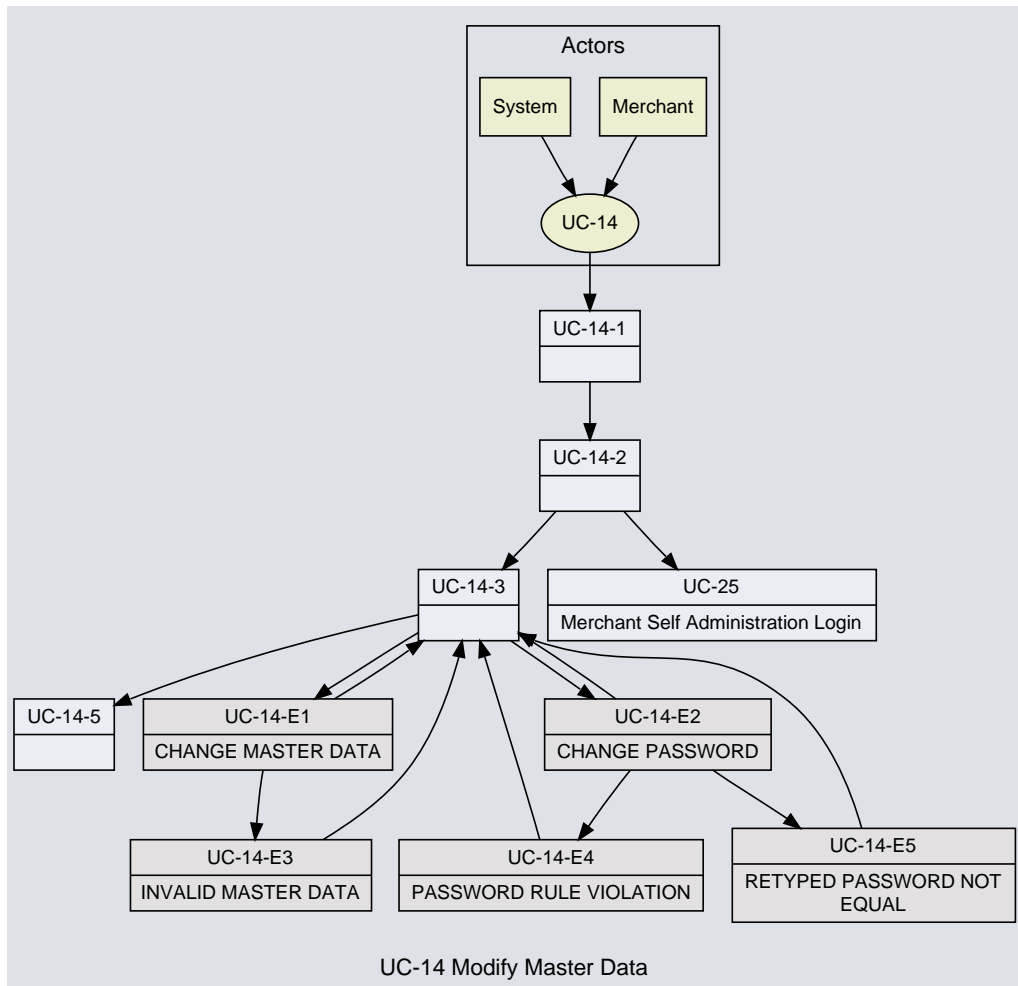 Actors
System
Merchant
UC-14
UC-14-1
UC-14-2
UC-14-3
UC-25
Merchant Self Administration Login
UC-14-5
UC-14-E1
CHANGE MASTER DATA
UC-14-E2
CHANGE PASSWORD
UC-14-E3
INVALID MASTER DATA
UC-14-E4
PASSWORD RULE VIOLATION
UC-14-E5
RETYPED PASSWORD NOT
EQUAL
UC-14 Modify Master Data